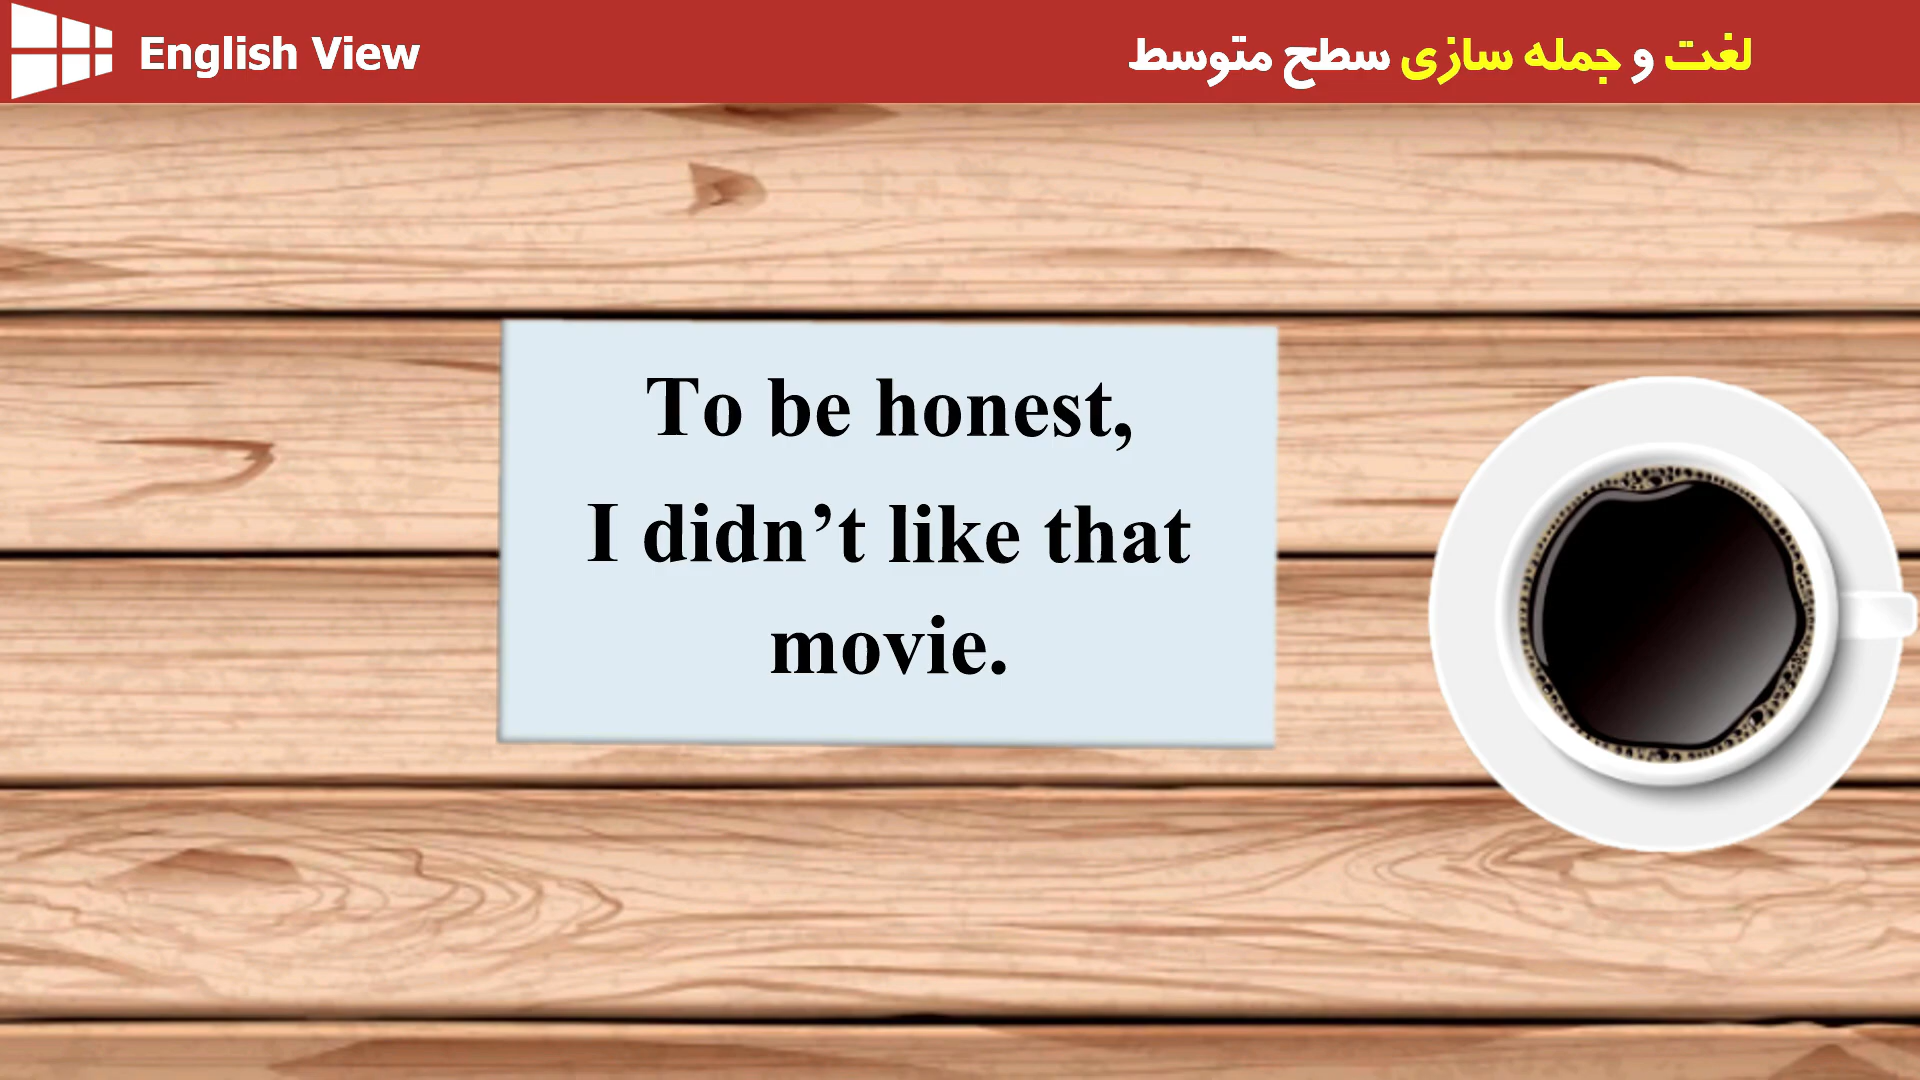 English View
لغت و جمله سازی سطح متوسط
To be honest,
I didn’t like that
movie.